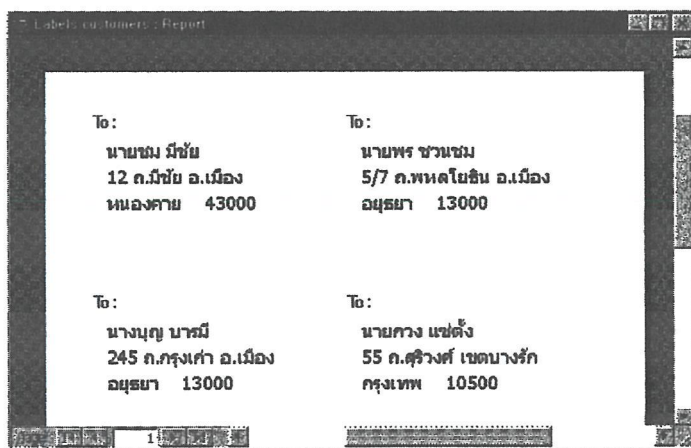 Labels customers : Report
To :
นายชม มีชัย
12 ถ.มีชัย อ.เมือง
หนองคาย 43000
To :
นายพร ชวนชม
5/7 ถ.พหลโยธิน อ.เมือง
อยุธยา 13000
To :
นางบุญ บารมี
245 ถ.กรุงเก่า อ.เมือง
อยุธยา 13000
To :
นายกวง แซ่ตั้ง
55 ถ.สุริวงศ์ เขตบางรัก
กรุงเทพ 10500
1